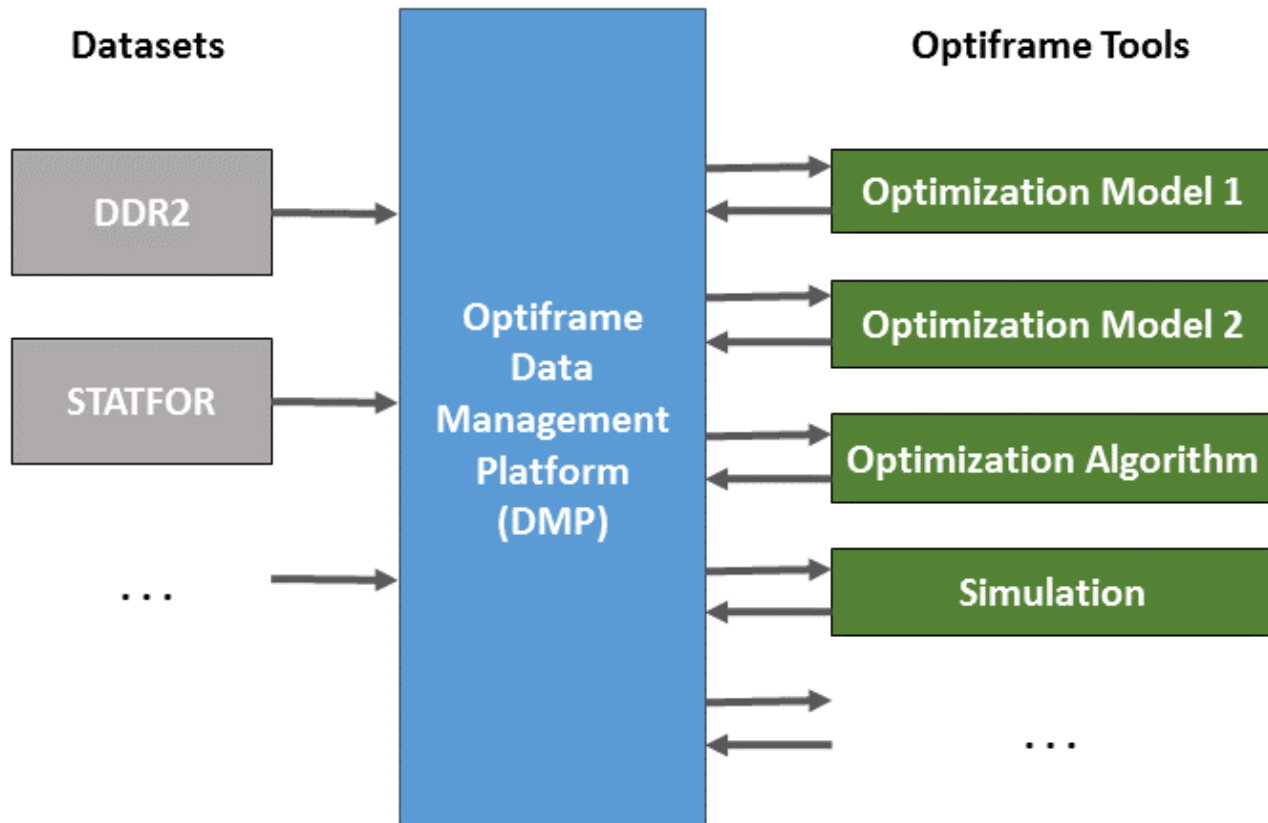 Datasets
Optiframe Tools
DDR2
STATFOR
. . .
Optiframe
Data
Management
Platform
(DMP)
Optimization Model 1
Optimization Model 2
Optimization Algorithm
Simulation
. . .